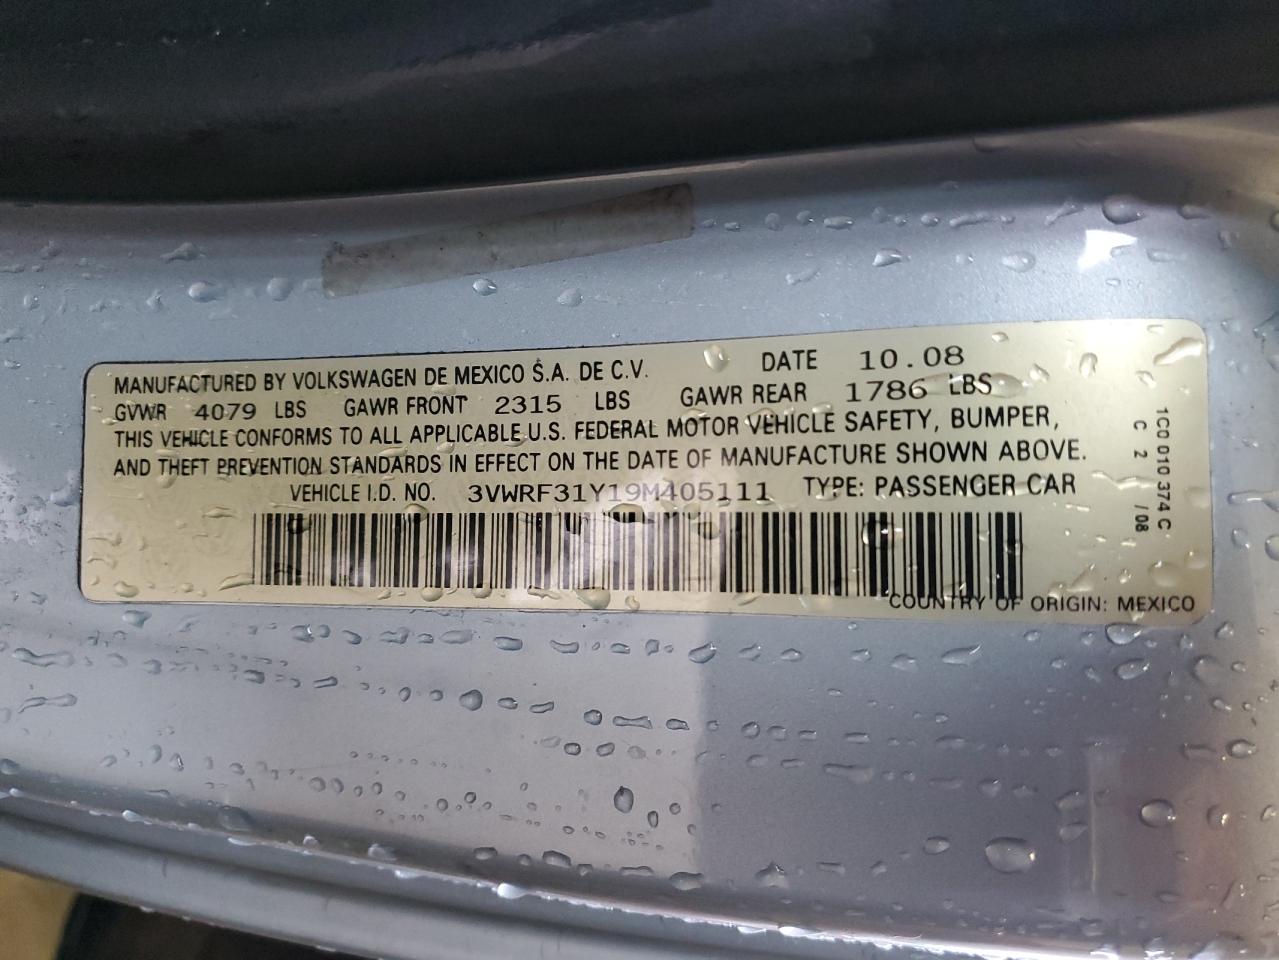 MANUFACTURED BY VOLKSWAGEN DE MEXICO S.A. DE C.V. DATE 10.08
GVWR 4079 LBS GAWR FRONT 2315 LBS GAWR REAR 1786 LBS
THIS VEHICLE CONFORMS TO ALL APPLICABLE U.S. FEDERAL MOTOR VEHICLE SAFETY, BUMPER,
AND THEFT PREVENTION STANDARDS IN EFFECT ON THE DATE OF MANUFACTURE SHOWN ABOVE.
VEHICLE I.D. NO. 3VWRF31Y19M405111 TYPE: PASSENGER CAR
COUNTRY OF ORIGIN: MEXICO
1C0 010 374 C
C 2 /08